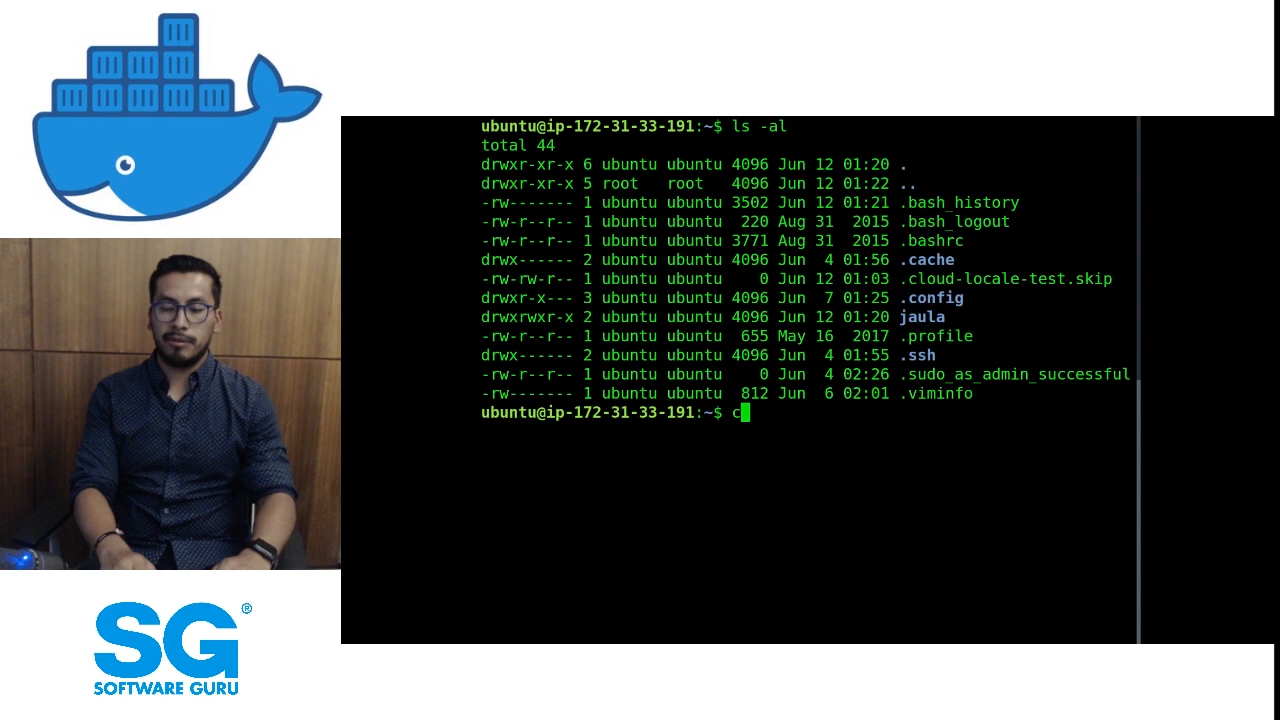 ubuntu@ip-172-31-33-191:~$ ls -al
total 44
drwxr-xr-x 6 ubuntu ubuntu 4096 Jun 12 01:20 .
drwxr-xr-x 5 root   root   4096 Jun 12 01:22 ..
-rw------- 1 ubuntu ubuntu 3502 Jun 12 01:21 .bash_history
-rw-r--r-- 1 ubuntu ubuntu  220 Aug 31  2015 .bash_logout
-rw-r--r-- 1 ubuntu ubuntu 3771 Aug 31  2015 .bashrc
drwx------ 2 ubuntu ubuntu 4096 Jun  4 01:56 .cache
-rw-rw-r-- 1 ubuntu ubuntu    0 Jun 12 01:03 .cloud-locale-test.skip
drwxr-x--- 3 ubuntu ubuntu 4096 Jun  7 01:25 .config
drwxrwxr-x 2 ubuntu ubuntu 4096 Jun 12 01:20 jaula
-rw-r--r-- 1 ubuntu ubuntu  655 May 16  2017 .profile
drwx------ 2 ubuntu ubuntu 4096 Jun  4 01:55 .ssh
-rw-r--r-- 1 ubuntu ubuntu    0 Jun  4 02:26 .sudo_as_admin_successful
-rw------- 1 ubuntu ubuntu  812 Jun  6 02:01 .viminfo
ubuntu@ip-172-31-33-191:~$ c
SG®
SOFTWARE GURU